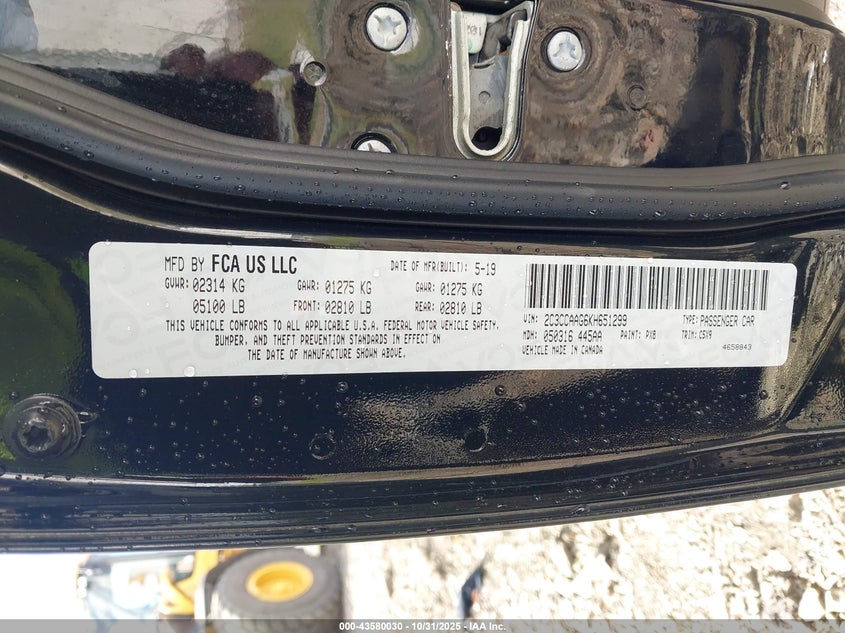 MFD BY FCA US LLC DATE OF MFR(BUILT): 5-19
GVWR: 02314 KG GAWR: 01275 KG GAWR: 01275 KG
05100 LB FRONT: 02810 LB REAR: 02810 LB
THIS VEHICLE CONFORMS TO ALL APPLICABLE U.S.A. FEDERAL MOTOR VEHICLE SAFETY,
BUMPER, AND THEFT PREVENTION STANDARDS IN EFFECT ON
THE DATE OF MANUFACTURE SHOWN ABOVE.
VIN: 2C3CCAAG6KH651299 TYPE: PASSENGER CAR
MDH: 050316 445AA PAINT: PX8 TRIM: C5X9
VEHICLE MADE IN CANADA 4658843
000-43580030 - 10/31/2025 - IAA Inc.